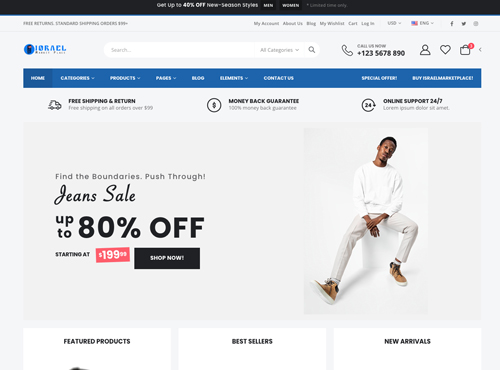 Get Up to 40% OFF New-Season Styles MEN WOMEN * Limited time only.
FREE RETURNS. STANDARD SHIPPING ORDERS $99+ My Account About Us Blog My Wishlist Cart Log In USD ENG
ISRAEL
Search... All Categories CALL US NOW
+123 5678 890
HOME CATEGORIES PRODUCTS PAGES BLOG ELEMENTS CONTACT US SPECIAL OFFER! BUY ISRAELMARKETPLACE!
FREE SHIPPING & RETURN MONEY BACK GUARANTEE ONLINE SUPPORT 24/7
Free shipping on all orders over $99 100% money back guarantee Lorem ipsum dolor sit amet.
Find the Boundaries. Push Through!
Jeans Sale
up to 80% OFF
STARTING AT $199⁹⁹ SHOP NOW!
FEATURED PRODUCTS BEST SELLERS NEW ARRIVALS